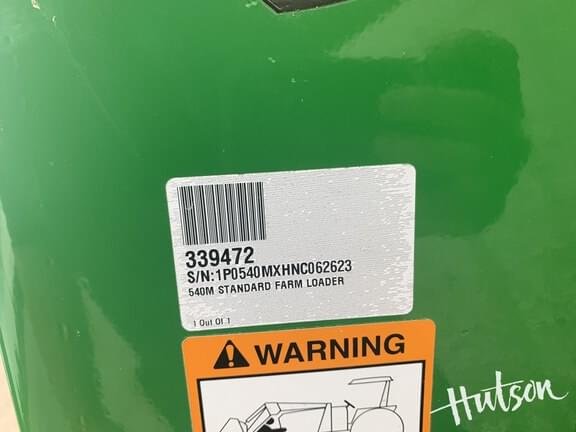 339472
S/N:1P0540MXHNC062623
540M STANDARD FARM LOADER
1 Out Of 1
WARNING
Hutson